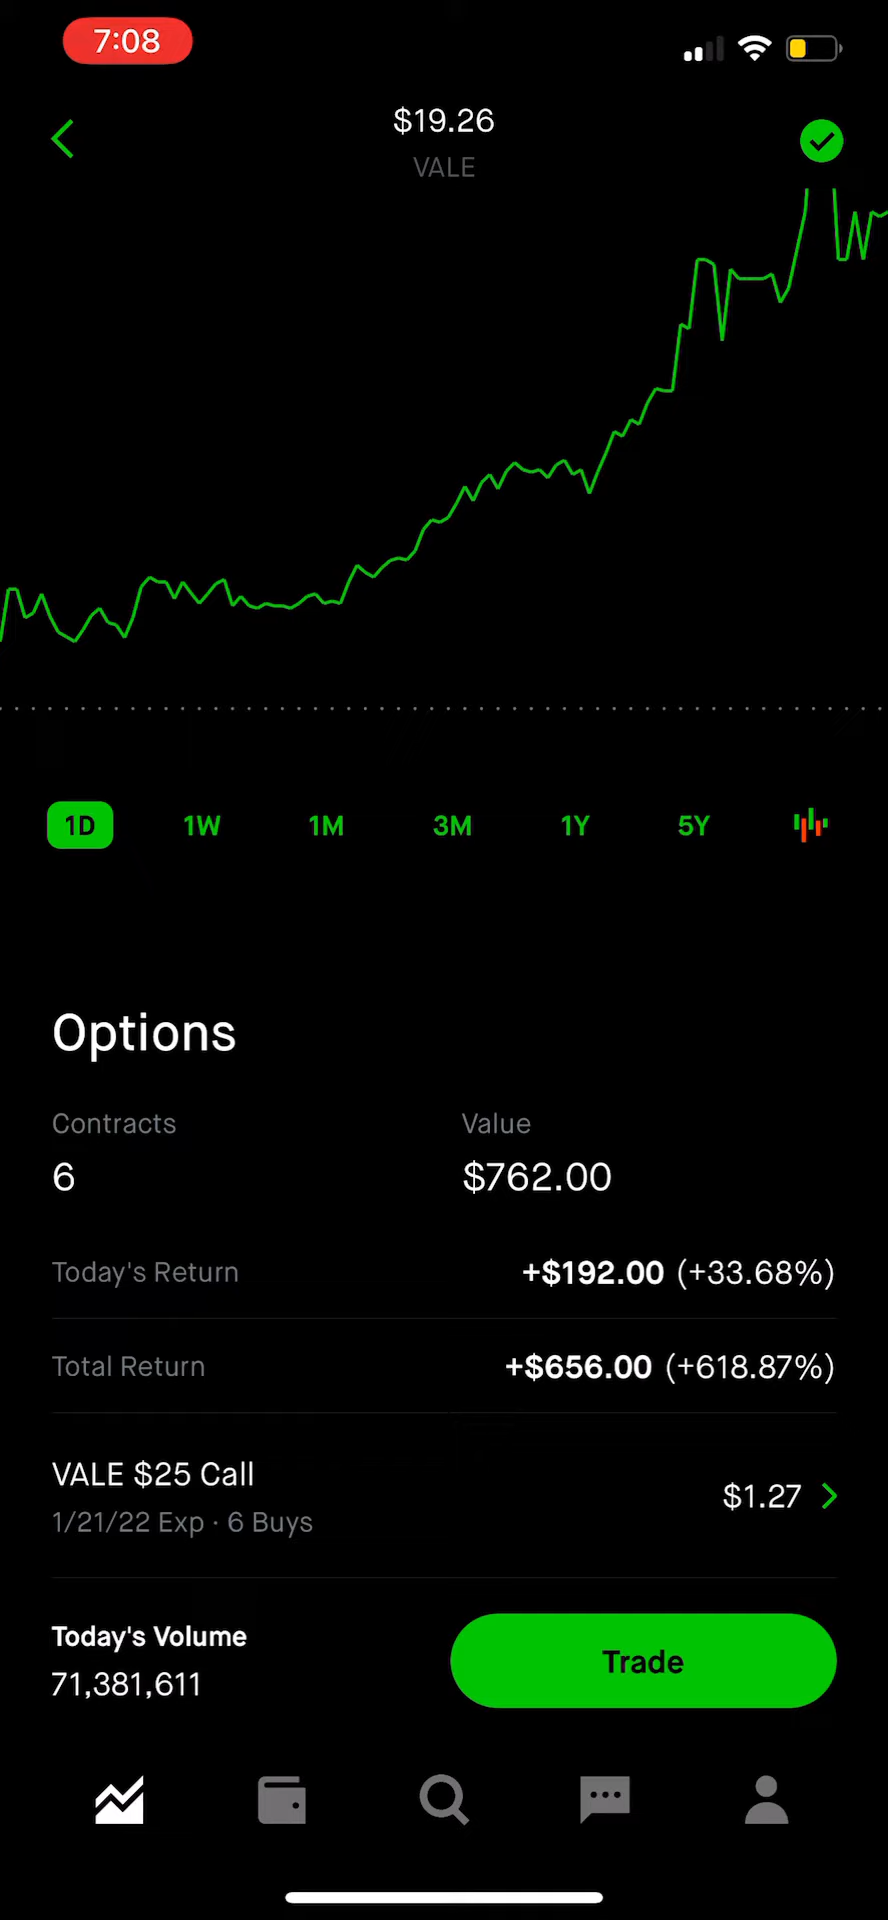 7:08
$19.26
VALE
1D 1W 1M 3M 1Y 5Y
Options
Contracts Value
6 $762.00
Today's Return +$192.00 (+33.68%)
Total Return +$656.00 (+618.87%)
VALE $25 Call
$1.27
1/21/22 Exp · 6 Buys
Today's Volume
71,381,611
Trade